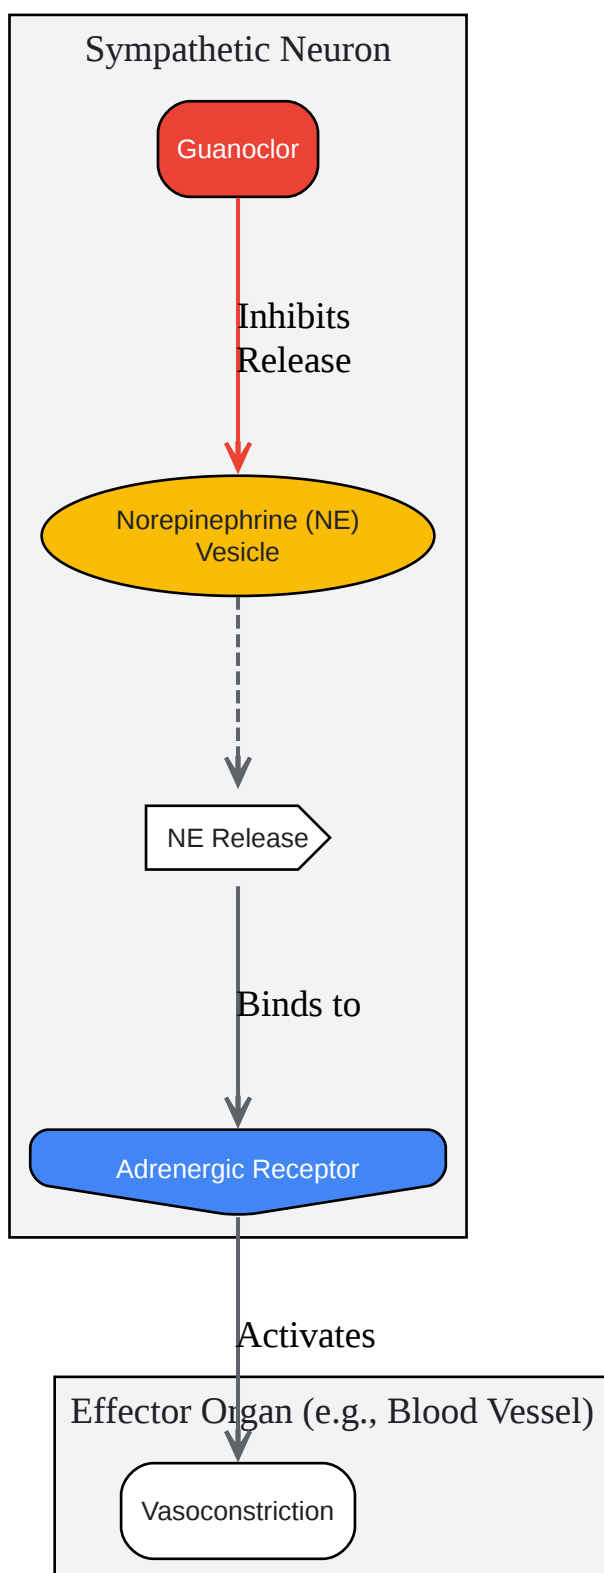 Sympathetic Neuron
Guanoclor
Inhibits
Release
Norepinephrine (NE)
Vesicle
NE Release
Binds to
Adrenergic Receptor
Activates
Effector Organ (e.g., Blood Vessel)
Vasoconstriction